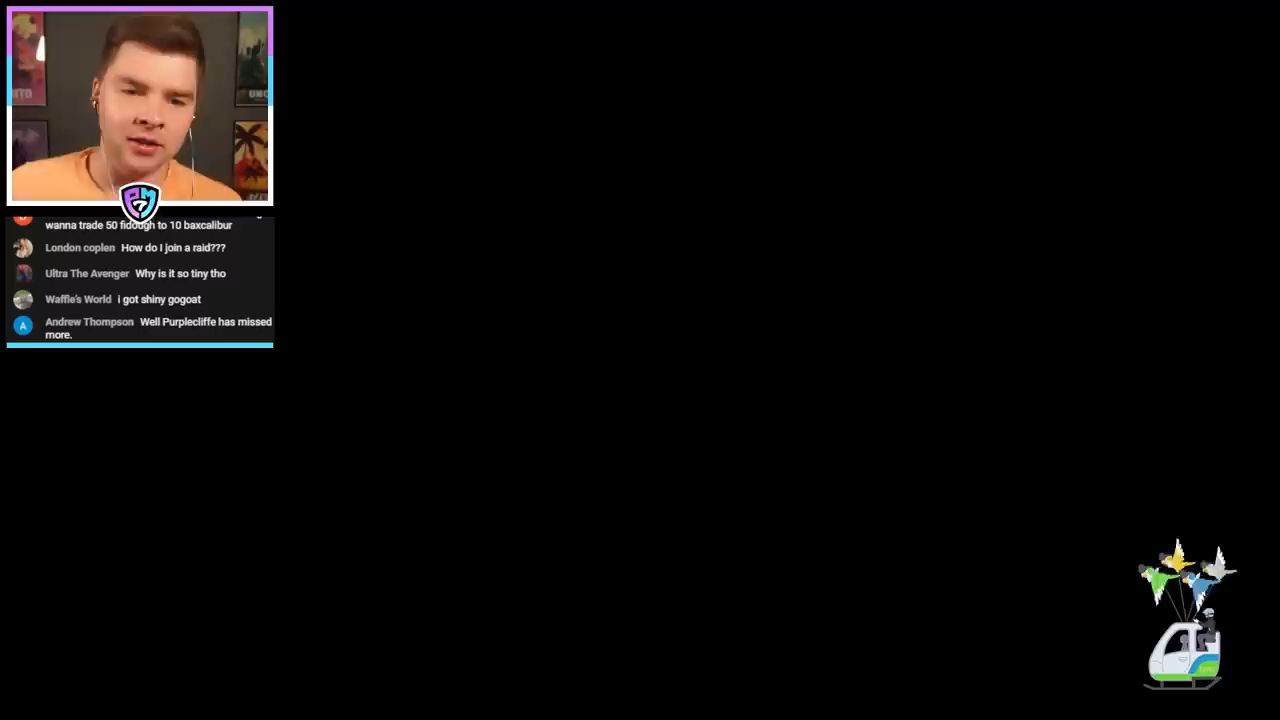 wanna trade 50 fidough to 10 baxcalibur
London coplen How do I join a raid???
Ultra The Avenger Why is it so tiny tho
Waffle's World i got shiny gogoat
A Andrew Thompson Well Purplecliffe has missed
more.